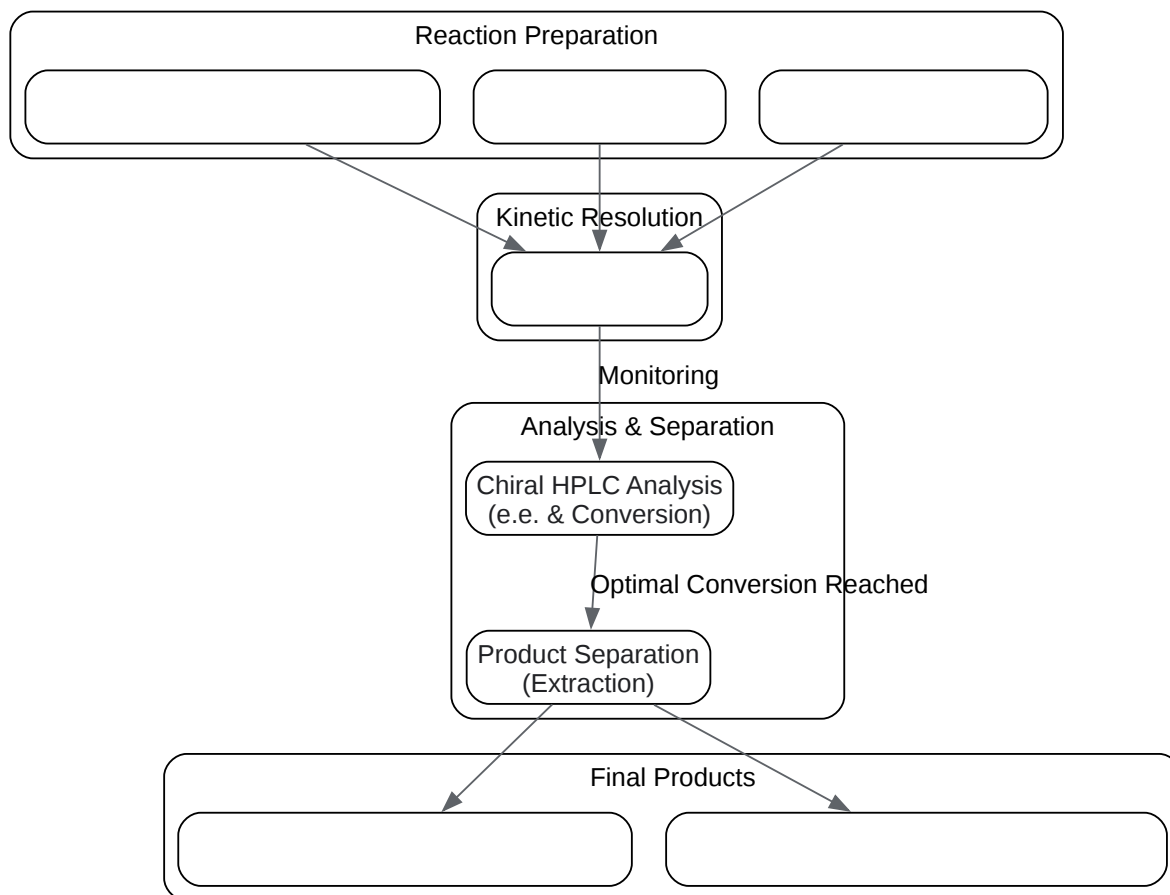 Reaction Preparation
Kinetic Resolution
Monitoring
Analysis & Separation
Chiral HPLC Analysis
(e.e. & Conversion)
Optimal Conversion Reached
Product Separation
(Extraction)
Final Products